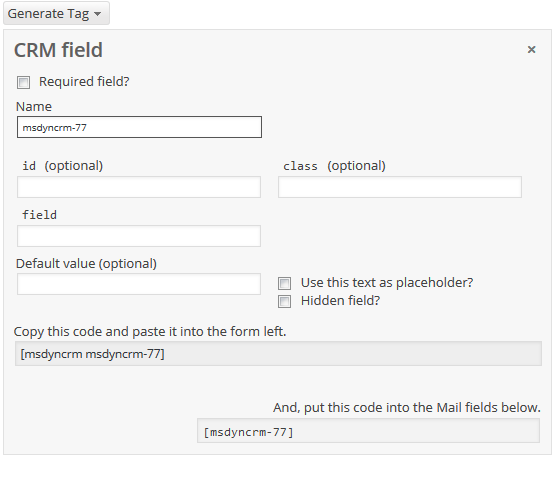 Generate Tag
CRM field
Required field?
Name
msdyncrm-77
id (optional) class (optional)
field
Default value (optional)
Use this text as placeholder?
Hidden field?
Copy this code and paste it into the form left.
[msdyncrm msdyncrm-77]
And, put this code into the Mail fields below.
[msdyncrm-77]